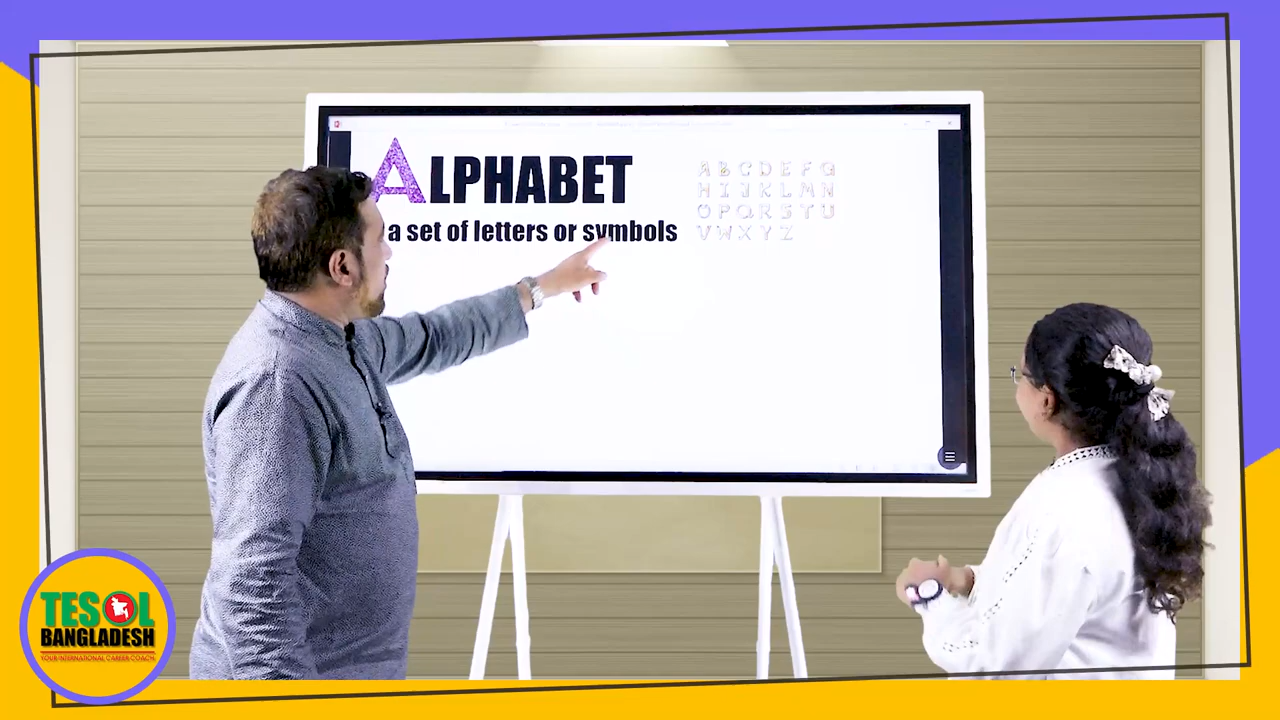 ALPHABET
a set of letters or symbols
A B C D E F G
H I J K L M N
O P Q R S T U
V W X Y Z
TESOL
BANGLADESH
YOUR INTERNATIONAL CAREER COACH